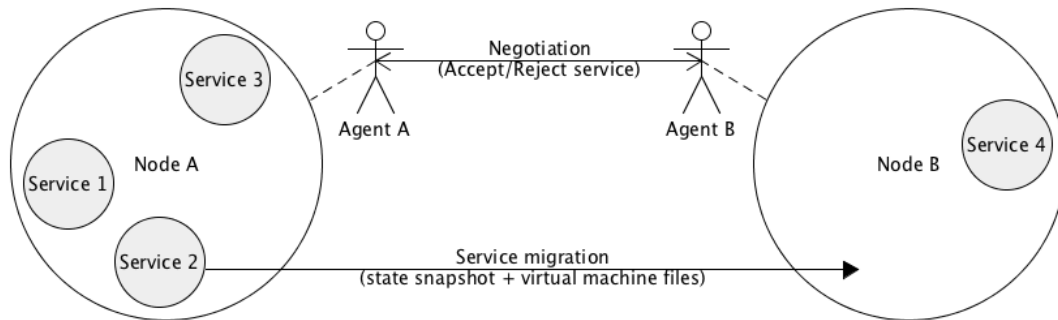 Service 3
Negotiation
(Accept/Reject service)
Agent A
Agent B
Service 1
Node A
Node B
Service 4
Service 2
Service migration
(state snapshot + virtual machine files)